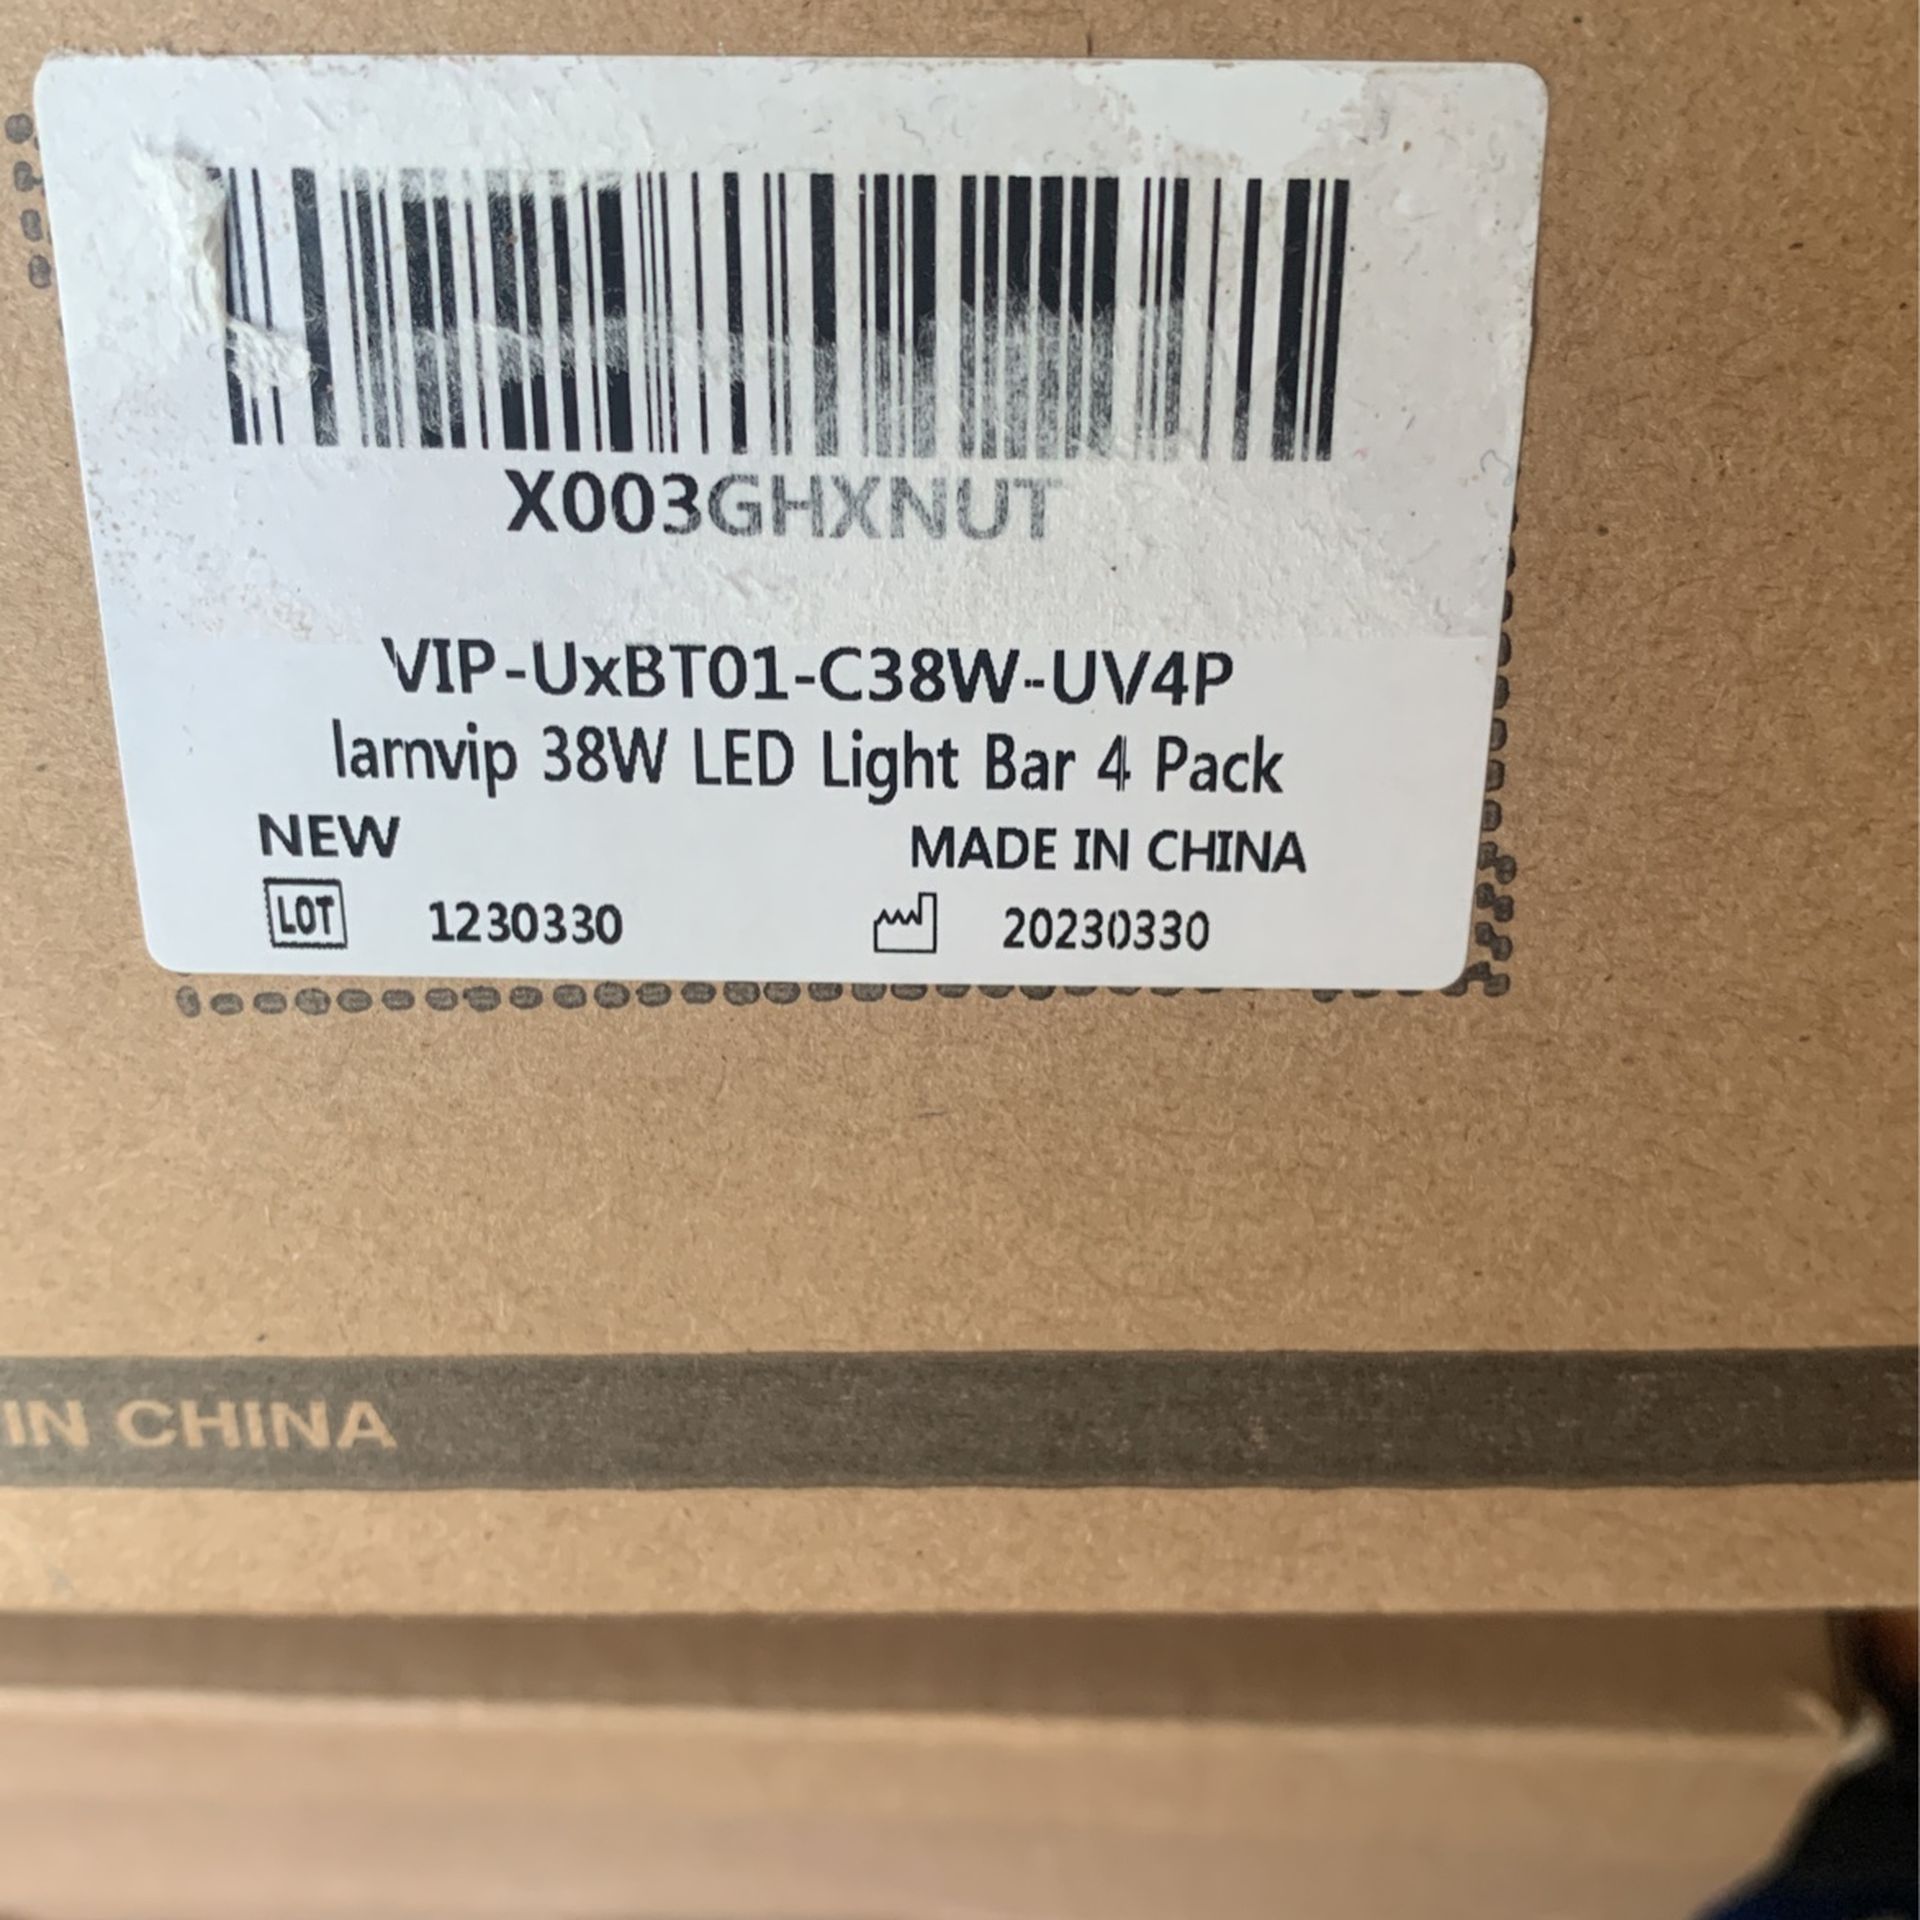 X003GHXNUT
VIP-UxBT01-C38W-UV4P
larnvip 38W LED Light Bar 4 Pack
NEW
MADE IN CHINA
LOT 1230330
20230330
IN CHINA